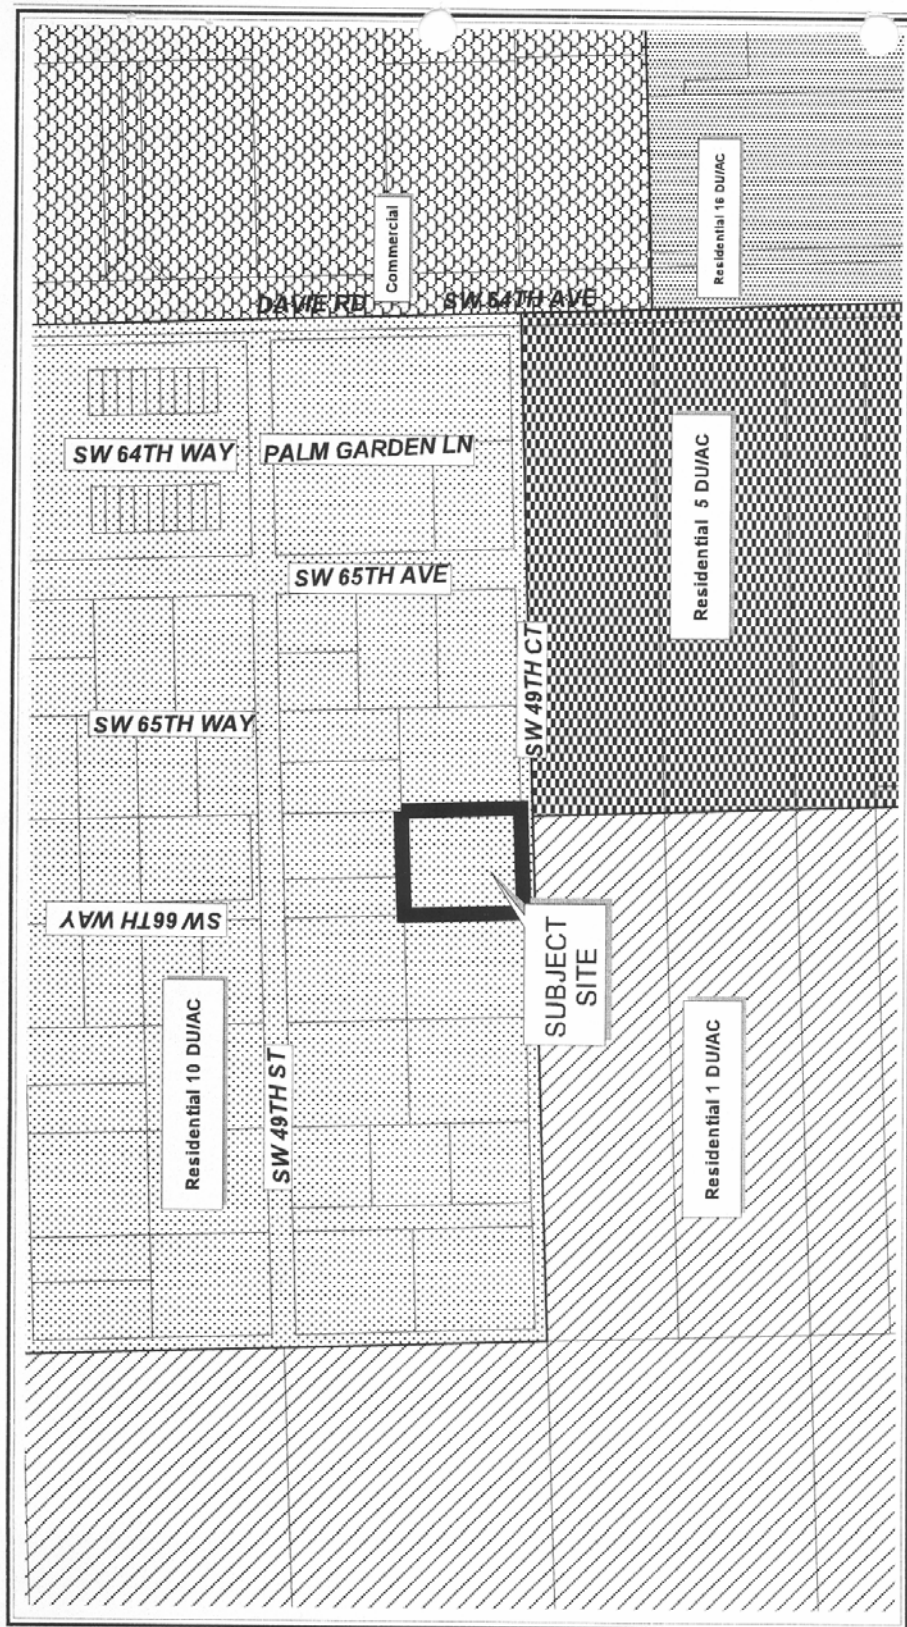 Commercial
Residential 16 DU/AC
DAVIE RD
SW 64TH AVE
SW 64TH WAY
PALM GARDEN LN
Residential 5 DU/AC
SW 65TH AVE
SW 49TH CT
SW 65TH WAY
SW 66TH WAY
SUBJECT
SITE
Residential 10 DU/AC
SW 49TH ST
Residential 1 DU/AC